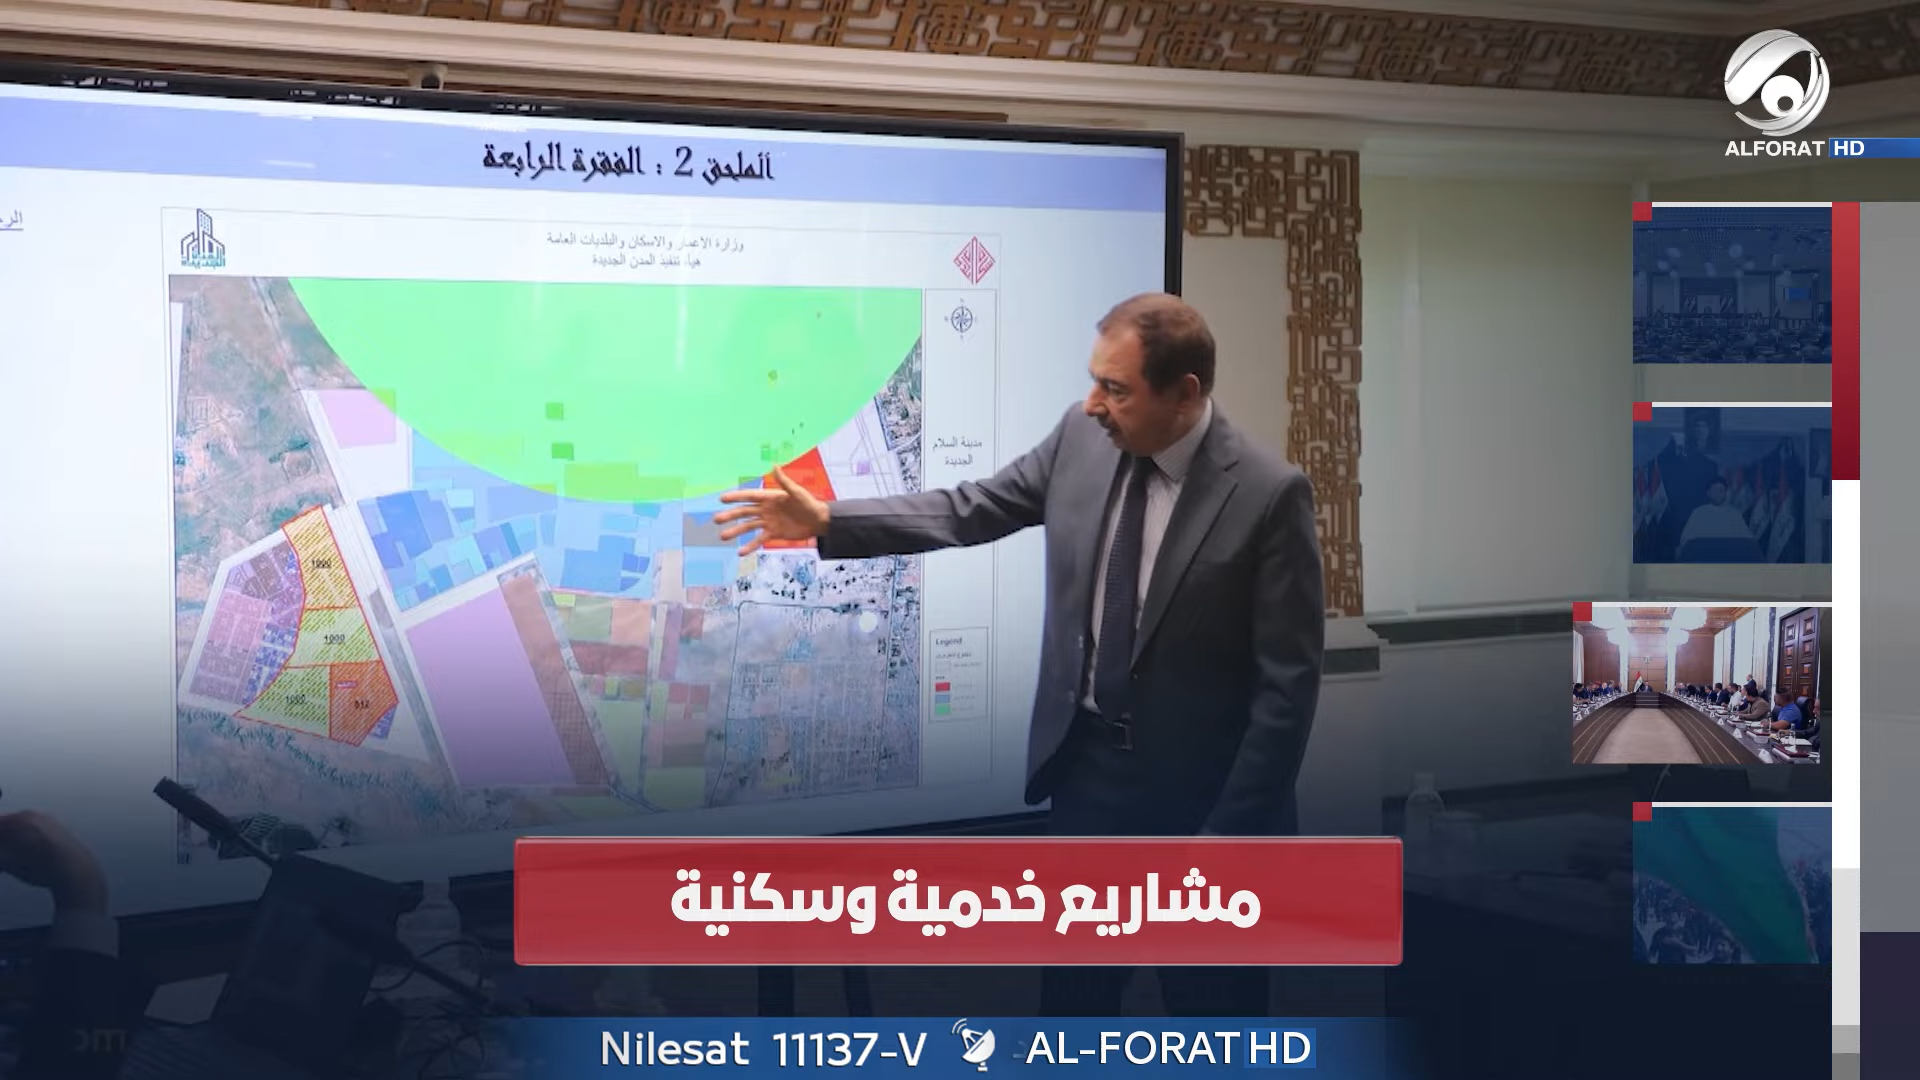 ALFORAT HD
الملحق 2 : الفقرة الرابعة
وزارة الاعمار والاسكان والبلديات العامة
هيأة تنفيذ المدن الجديدة
مدينة السلام
الجديدة
1000
1000
1000
512
Legend
مشاريع خدمية وسكنية
Nilesat 11137-V AL-FORAT HD